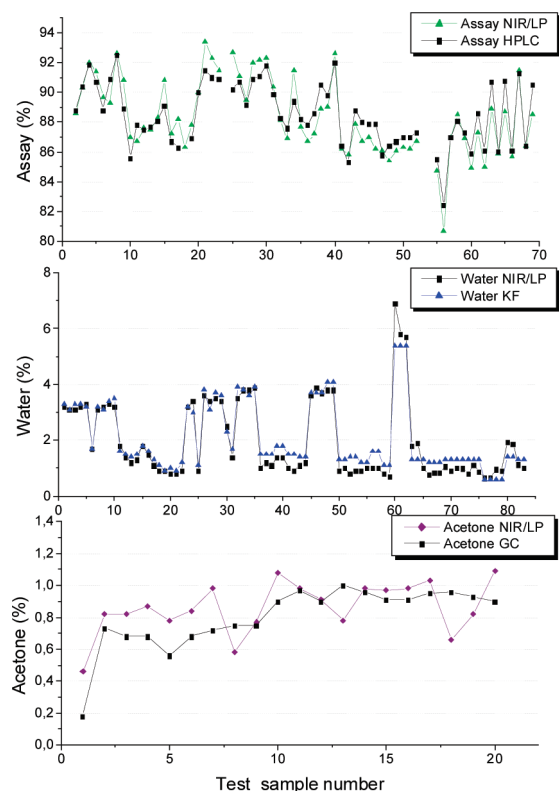 Assay NIR/LP
Assay HPLC
94
92
90
88
86
84
82
80
Assay (%)
0 10 20 30 40 50 60 70
Water NIR/LP
Water KF
8
6
4
2
0
Water (%)
0 10 20 30 40 50 60 70 80
Acetone NIR/LP
Acetone GC
1,4
1,2
1,0
0,8
0,6
0,4
0,2
0,0
Acetone (%)
0 5 10 15 20
Test sample number